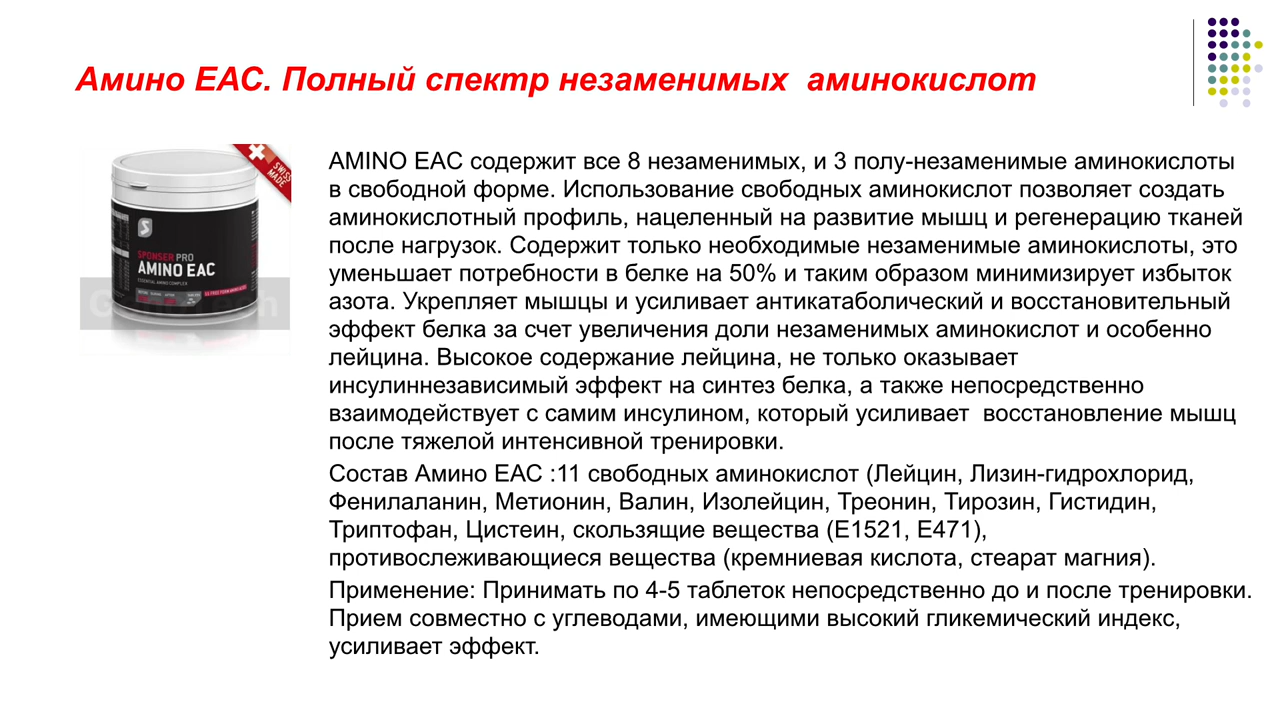 Амино ЕАС. Полный спектр незаменимых  аминокислот
SWISS
MADE
S
SPONSER PRO
AMINO EAC
ESSENTIAL AMINO COMPLEX
AMINO EAC содержит все 8 незаменимых, и 3 полу-незаменимые аминокислоты
в свободной форме. Использование свободных аминокислот позволяет создать
аминокислотный профиль, нацеленный на развитие мышц и регенерацию тканей
после нагрузок. Содержит только необходимые незаменимые аминокислоты, это
уменьшает потребности в белке на 50% и таким образом минимизирует избыток
азота. Укрепляет мышцы и усиливает антикатаболический и восстановительный
эффект белка за счет увеличения доли незаменимых аминокислот и особенно
лейцина. Высокое содержание лейцина, не только оказывает
инсулиннезависимый эффект на синтез белка, а также непосредственно
взаимодействует с самим инсулином, который усиливает  восстановление мышц
после тяжелой интенсивной тренировки.
Состав Амино ЕАС :11 свободных аминокислот (Лейцин, Лизин-гидрохлорид,
Фенилаланин, Метионин, Валин, Изолейцин, Треонин, Тирозин, Гистидин,
Триптофан, Цистеин, скользящие вещества (Е1521, Е471),
противослеживающиеся вещества (кремниевая кислота, стеарат магния).
Применение: Принимать по 4-5 таблеток непосредственно до и после тренировки.
Прием совместно с углеводами, имеющими высокий гликемический индекс,
усиливает эффект.